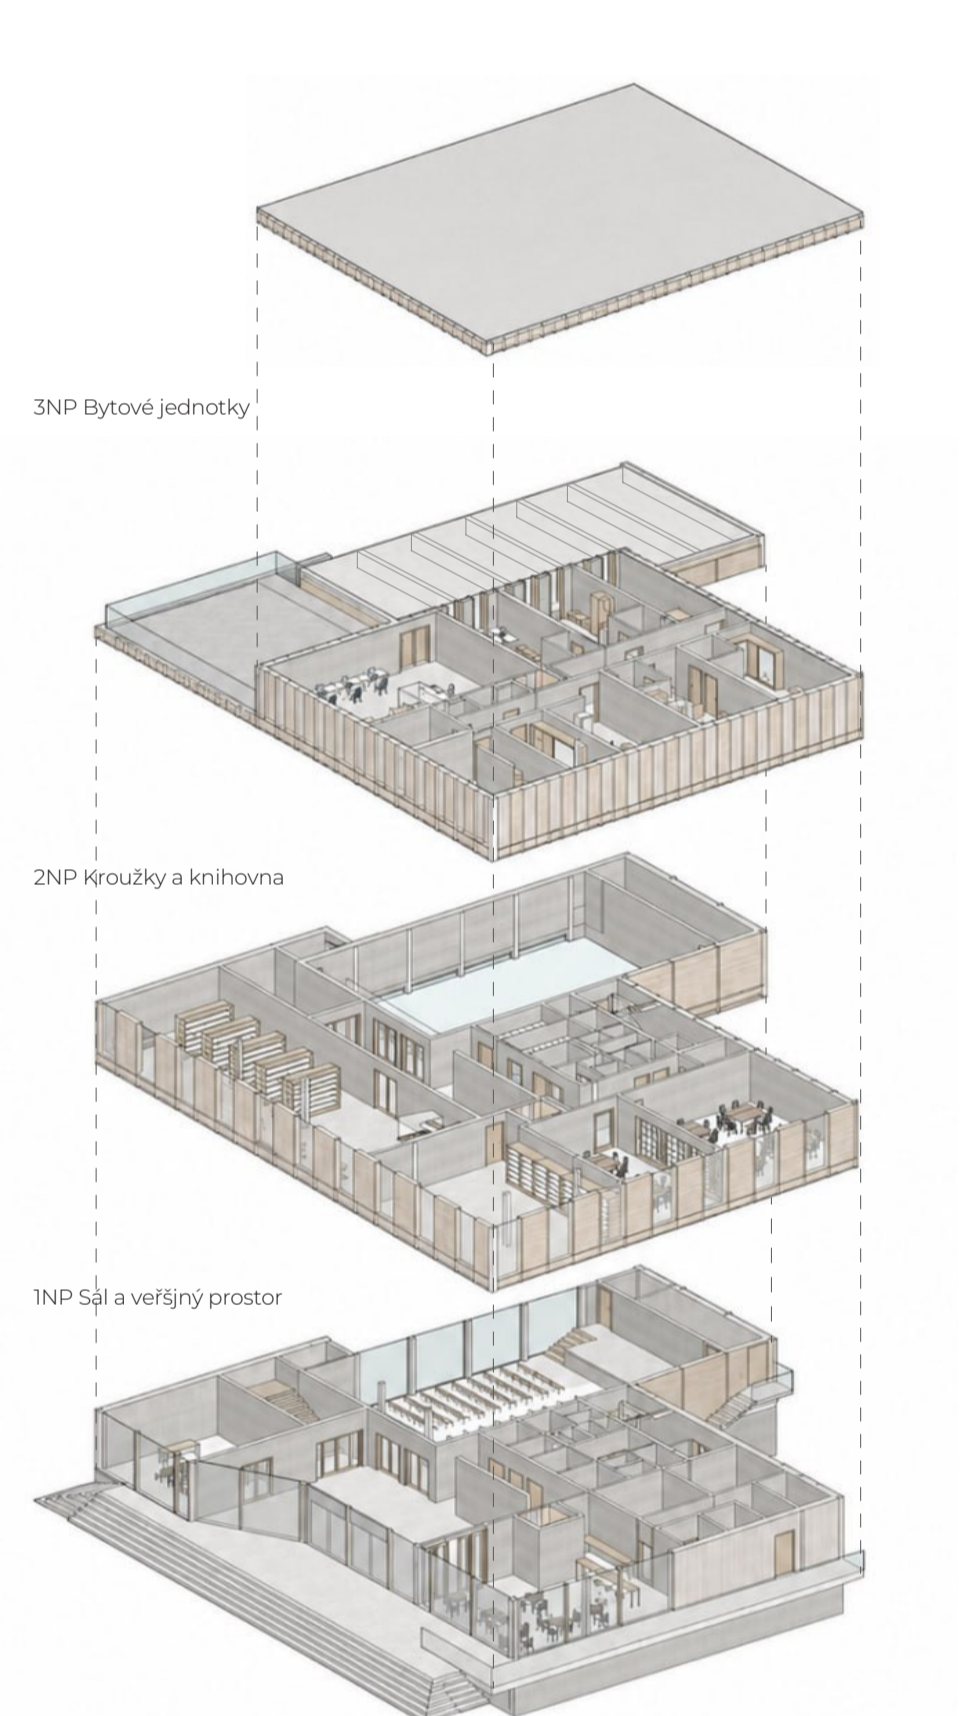 3NP Bytové jednotky
2NP Kroužky a knihovna
1NP Sál a veřšjný prostor